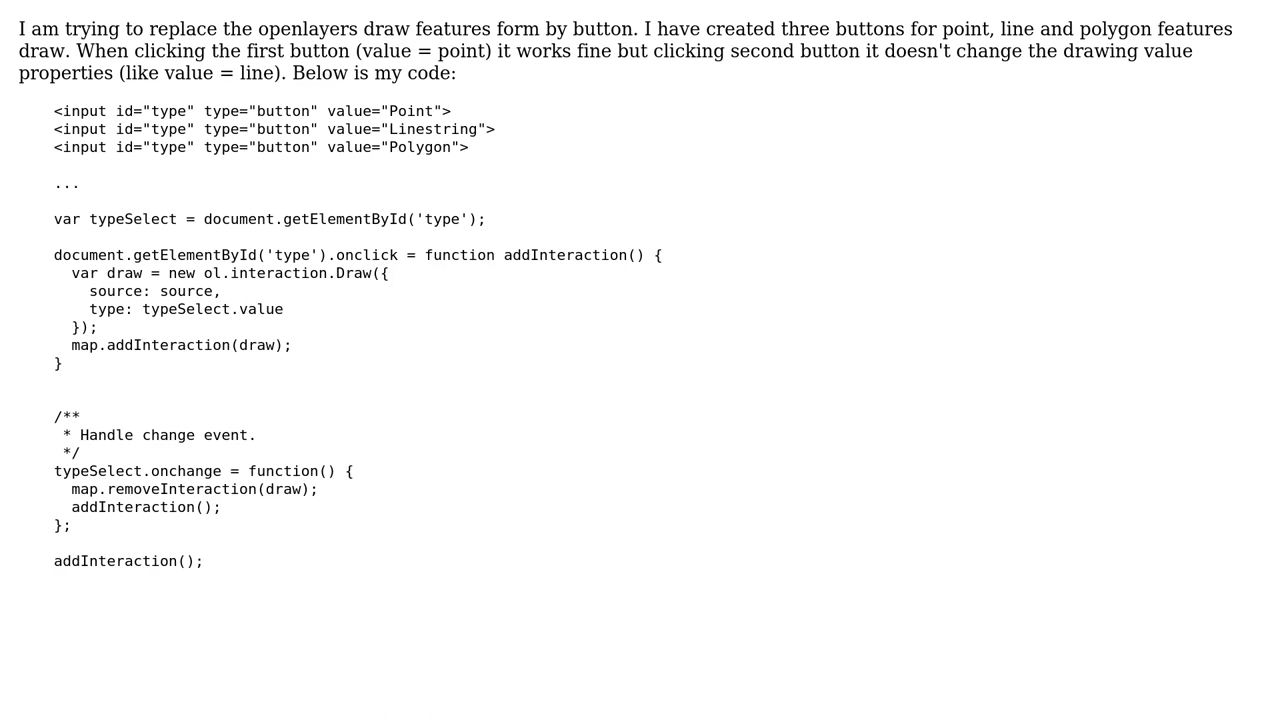 I am trying to replace the openlayers draw features form by button. I have created three buttons for point, line and polygon features
draw. When clicking the first button (value = point) it works fine but clicking second button it doesn't change the drawing value
properties (like value = line). Below is my code:
<input id="type" type="button" value="Point">
<input id="type" type="button" value="Linestring">
<input id="type" type="button" value="Polygon">
...
var typeSelect = document.getElementById('type');
document.getElementById('type').onclick = function addInteraction() {
  var draw = new ol.interaction.Draw({
    source: source,
    type: typeSelect.value
  });
  map.addInteraction(draw);
}
/**
 * Handle change event.
 */
typeSelect.onchange = function() {
  map.removeInteraction(draw);
  addInteraction();
};
addInteraction();